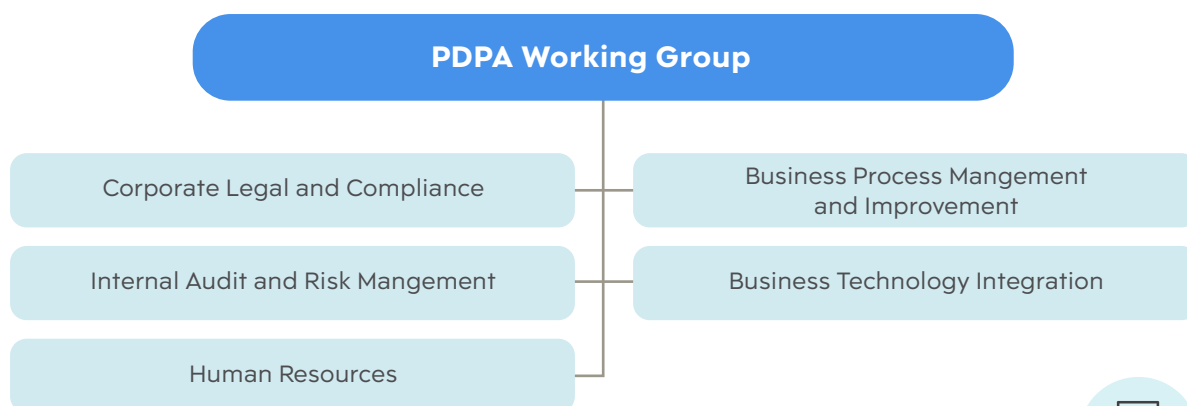 PDPA Working Group
Corporate Legal and Compliance
Business Process Mangement
and Improvement
Internal Audit and Risk Mangement
Business Technology Integration
Human Resources